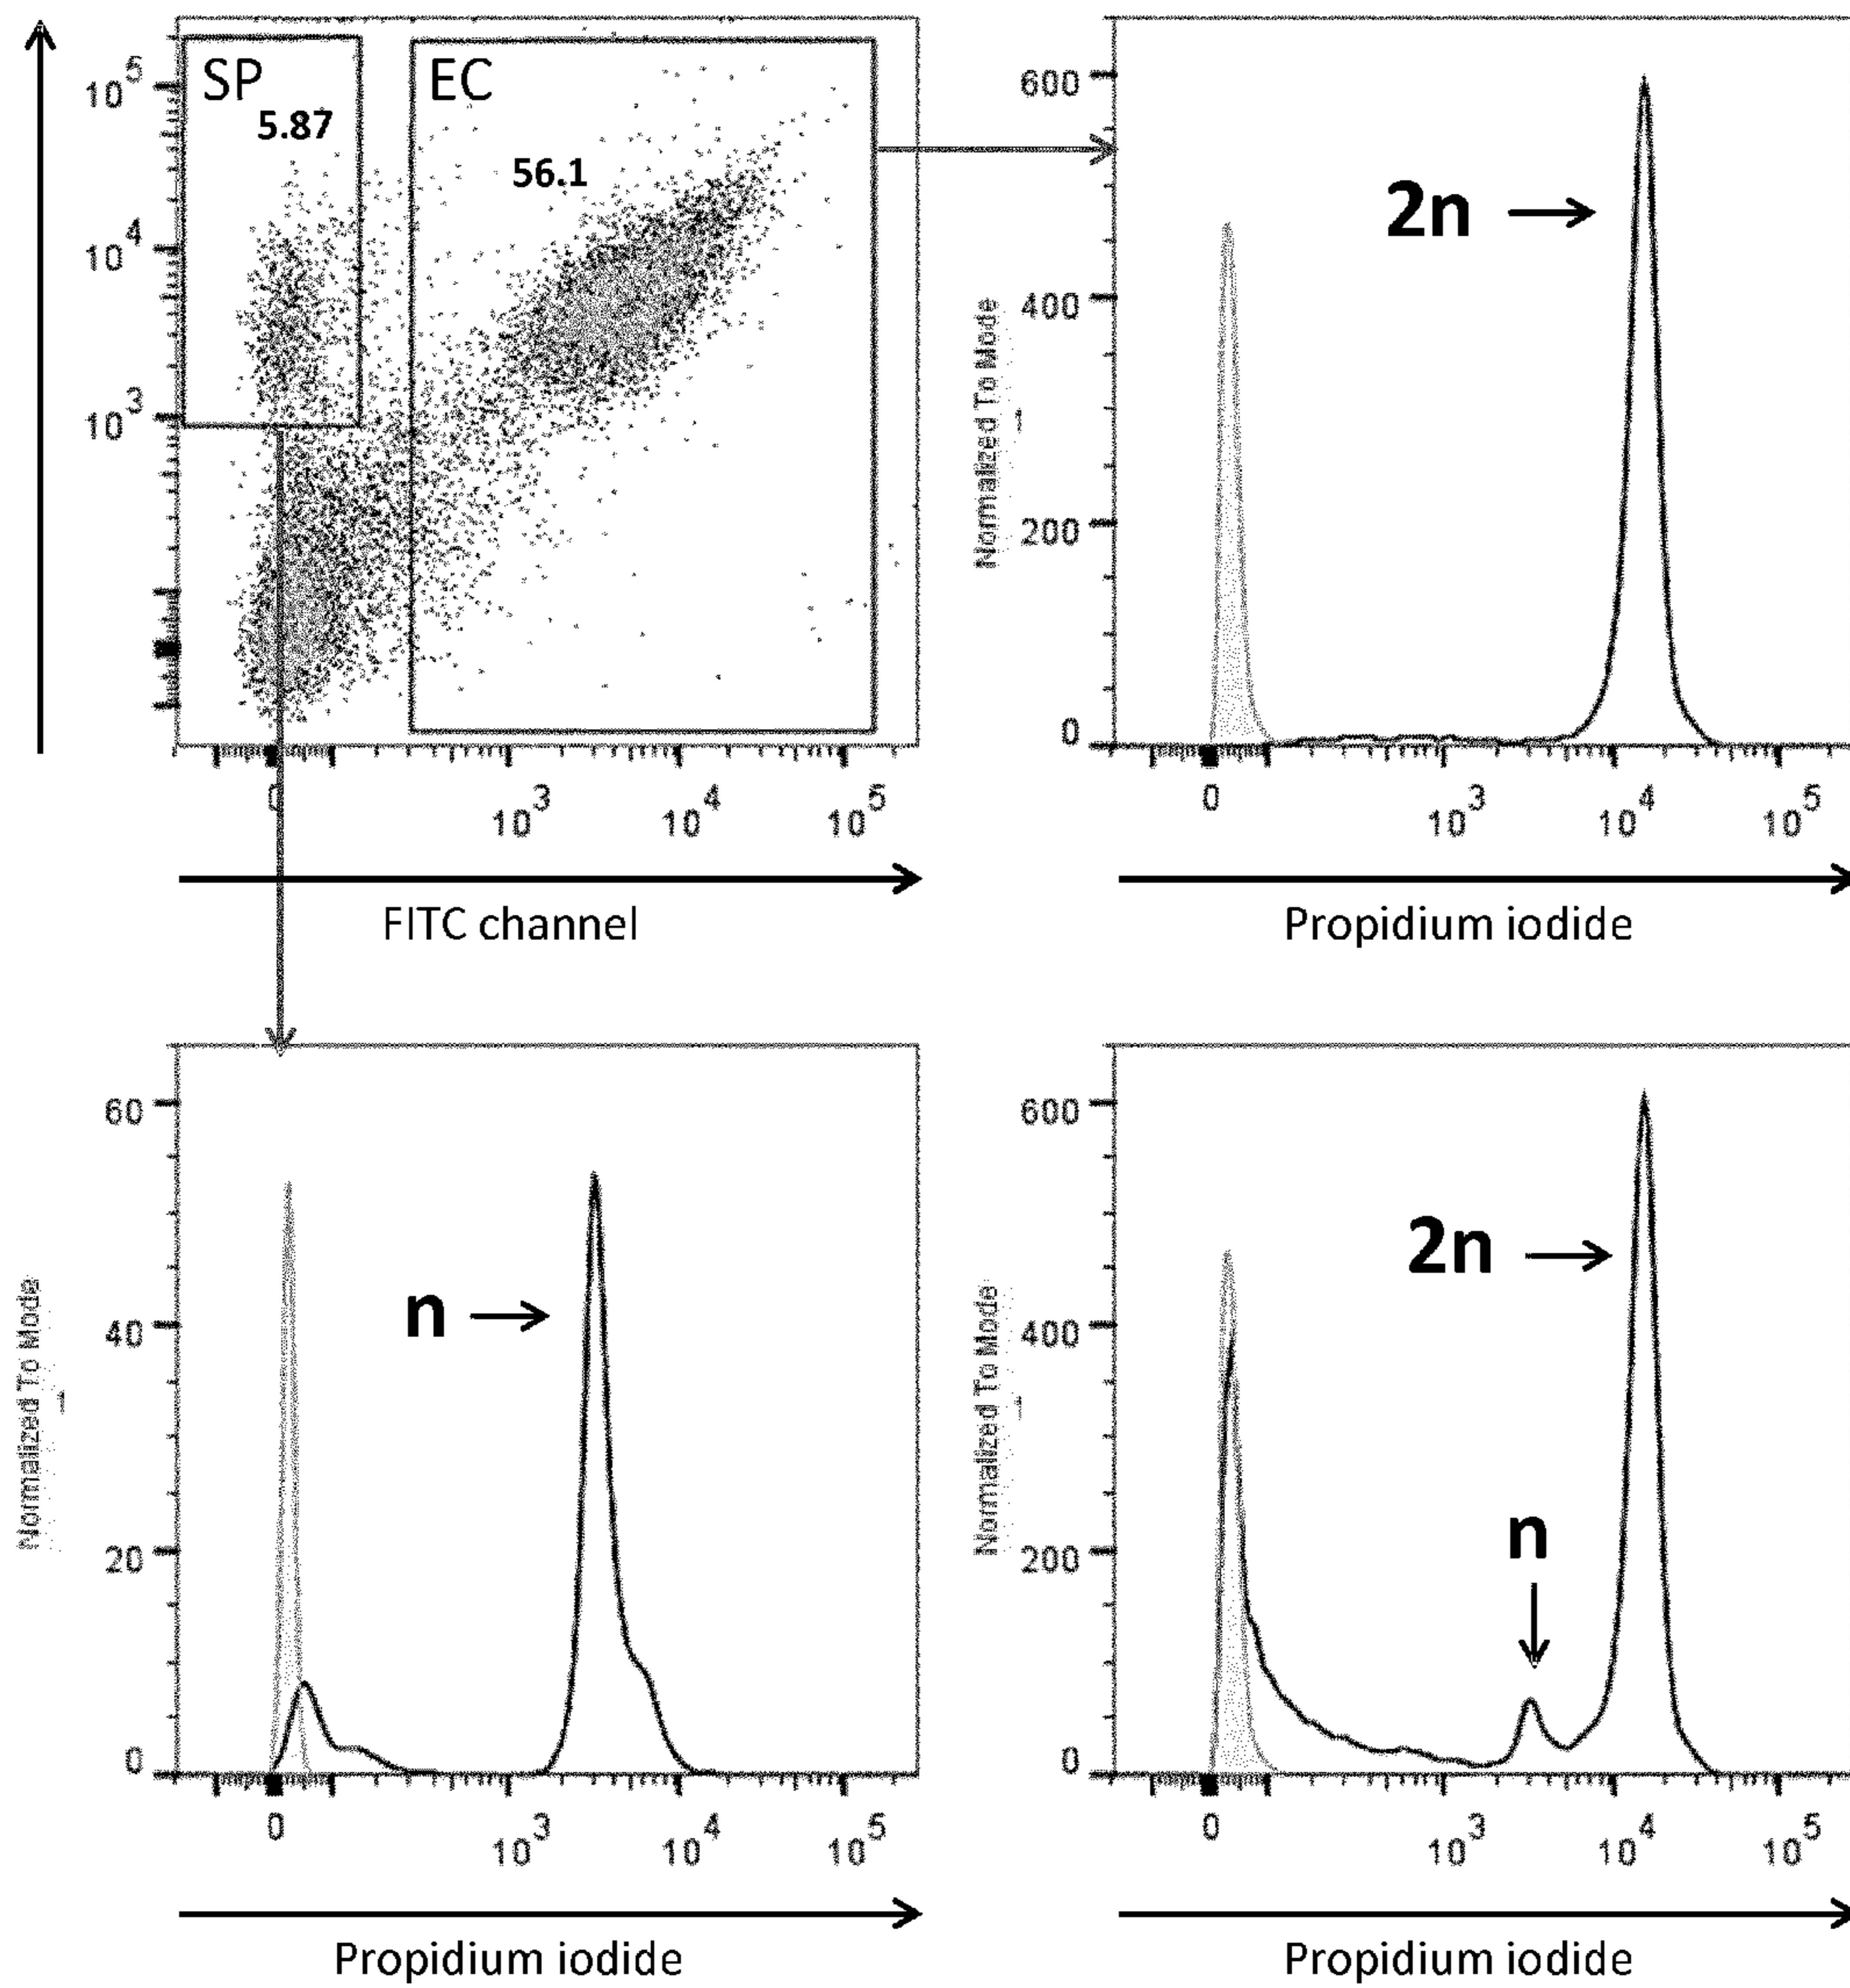 SP
5.87
EC
56.1
10^5
10^4
10^3
0
10^3
10^4
10^5
FITC channel
600
400
200
0
Normalized To Mode
2n
0
10^3
10^4
10^5
Propidium iodide
60
40
20
0
Normalized To Mode
n
0
10^3
10^4
10^5
Propidium iodide
600
400
200
0
Normalized To Mode
2n
n
0
10^3
10^4
10^5
Propidium iodide